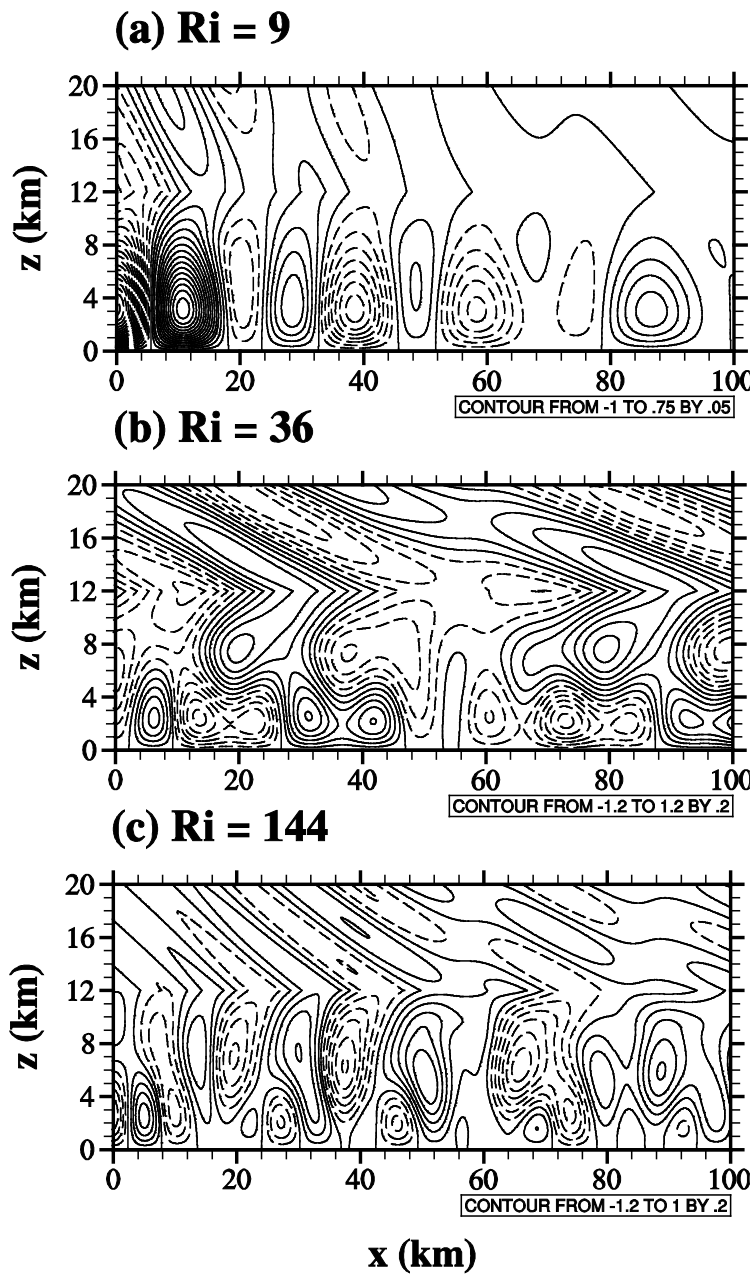 (a) Ri = 9
20
16
12
8
4
0
z (km)
0 20 40 60 80 100
CONTOUR FROM -1 TO .75 BY .05
(b) Ri = 36
20
16
12
8
4
0
z (km)
0 20 40 60 80 100
CONTOUR FROM -1.2 TO 1.2 BY .2
(c) Ri = 144
20
16
12
8
4
0
z (km)
0 20 40 60 80 100
CONTOUR FROM -1.2 TO 1 BY .2
x (km)